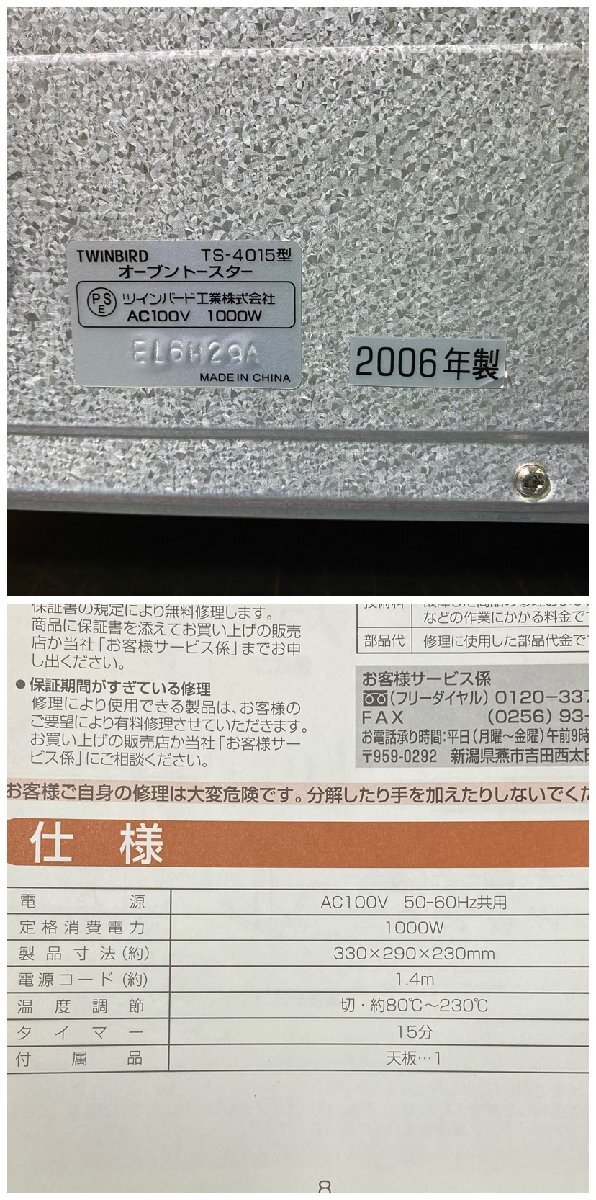 TWINBIRD TS-4015型
オーブントースター
PSE ツインバード工業株式会社
AC100V 1000W
EL6H29A
MADE IN CHINA
2006年製
保証書の規定により無料修理します。
商品に保証書を添えてお買い上げの販売
店か当社「お客様サービス係」までお申
し出ください。
●保証期間がすぎている修理
修理により使用できる製品は、お客様の
ご要望により有料修理させていただきます。
お買い上げの販売店か当社「お客様サー
ビス係」にご相談ください。
などの作業にかかる料金で
部品代 修理に使用した部品代金で
お客様サービス係
(フリーダイヤル) 0120-337
FAX (0256) 93-
お電話承り時間:平日(月曜〜金曜)午前9時
〒959-0292 新潟県燕市吉田西太田
お客様ご自身の修理は大変危険です。分解したり手を加えたりしないでくだ
仕様
電源 AC100V 50-60Hz共用
定格消費電力 1000W
製品寸法(約) 330×290×230mm
電源コード(約) 1.4m
温度調節 切・約80℃〜230℃
タイマー 15分
付属品 天板…1
8